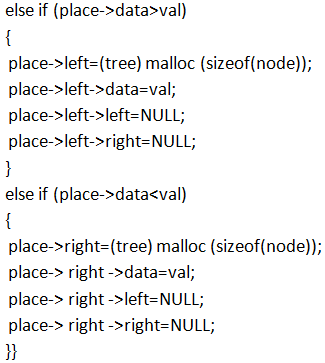 else if (place->data>val)
{
place->left=(tree) malloc (sizeof(node));
place->left->data=val;
place->left->left=NULL;
place->left->right=NULL;
}
else if (place->data<val)
{
place->right=(tree) malloc (sizeof(node));
place-> right ->data=val;
place-> right ->left=NULL;
place-> right ->right=NULL;
}}